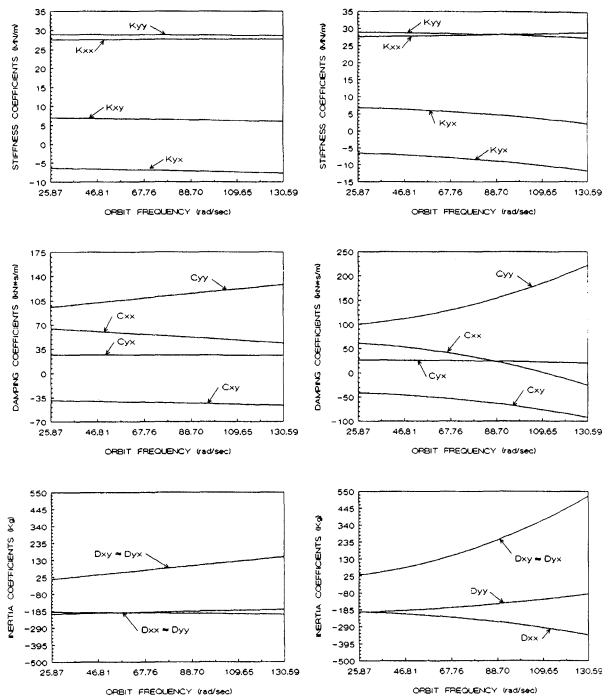 STIFFNESS COEFFICIENTS (MN/m)
35
30
25
20
15
10
5
0
-5
-10
Kyy
Kxx
Kxy
Kyx
25.87 46.81 67.76 88.70 109.65 130.59
ORBIT FREQUENCY (rad/sec)
STIFFNESS COEFFICIENTS (MN/m)
35
30
25
20
15
10
5
0
-5
-10
-15
Kyy
Kxx
Kyx
Kyx
25.87 46.81 67.76 88.70 109.65 130.59
ORBIT FREQUENCY (rad/sec)
DAMPING COEFFICIENTS (kN*s/m)
175
140
105
70
35
0
-35
-70
Cyy
Cxx
Cyx
Cxy
25.87 46.81 67.76 88.70 109.65 130.59
ORBIT FREQUENCY (rad/sec)
DAMPING COEFFICIENTS (kN*s/m)
250
200
150
100
50
0
-50
-100
Cyy
Cxx
Cyx
Cxy
25.87 46.81 67.76 88.70 109.65 130.59
ORBIT FREQUENCY (rad/sec)
INERTIA COEFFICIENTS (Kg)
550
445
340
235
130
25
-80
-185
-290
-395
-500
Dxy = Dyx
Dxx = Dyy
25.87 46.81 67.76 88.70 109.65 130.59
ORBIT FREQUENCY (rad/sec)
INERTIA COEFFICIENTS (Kg)
550
445
340
235
130
25
-80
-185
-290
-395
-500
Dxy = Dyx
Dyy
Dxx
25.87 46.81 67.76 88.70 109.65 130.59
ORBIT FREQUENCY (rad/sec)